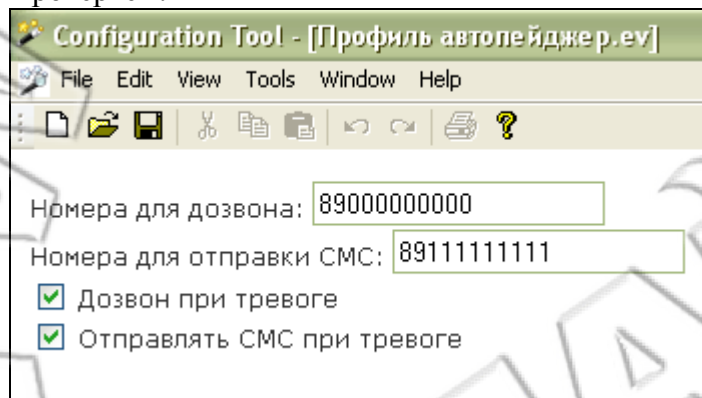 Configuration Tool - [Профиль автопейджер.ev]
File Edit View Tools Window Help
Номера для дозвона: 89000000000
Номера для отправки СМС: 89111111111
Дозвон при тревоге
Отправлять СМС при тревоге